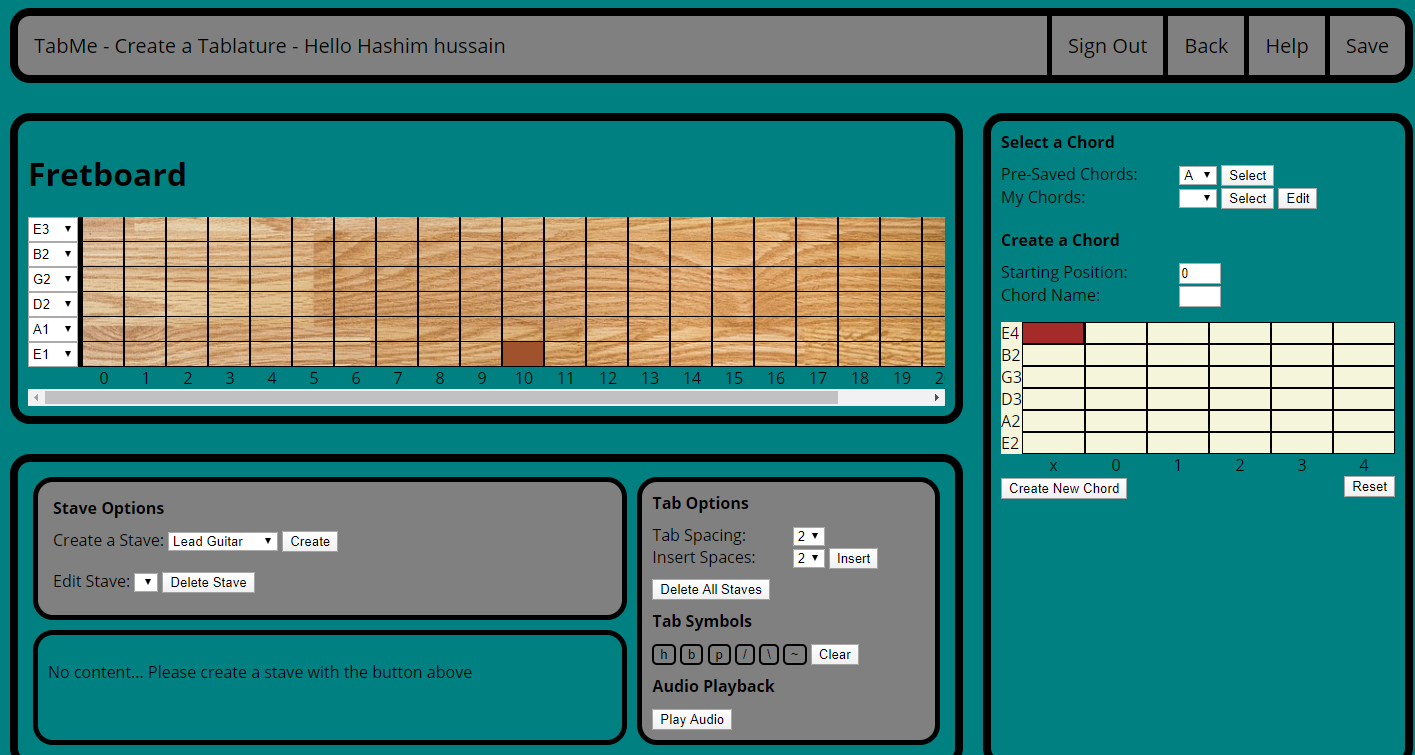 TabMe - Create a Tablature - Hello Hashim hussain
Sign Out
Back
Help
Save
Fretboard
E3
B2
G2
D2
A1
E1
0 1 2 3 4 5 6 7 8 9 10 11 12 13 14 15 16 17 18 19 2
Stave Options
Create a Stave: Lead Guitar Create
Edit Stave: Delete Stave
No content... Please create a stave with the button above
Tab Options
Tab Spacing: 2
Insert Spaces: 2 Insert
Delete All Staves
Tab Symbols
h b p / \ ~ Clear
Audio Playback
Play Audio
Select a Chord
Pre-Saved Chords: A Select
My Chords: Select Edit
Create a Chord
Starting Position: 0
Chord Name:
E4
B2
G3
D3
A2
E2
x 0 1 2 3 4
Create New Chord Reset